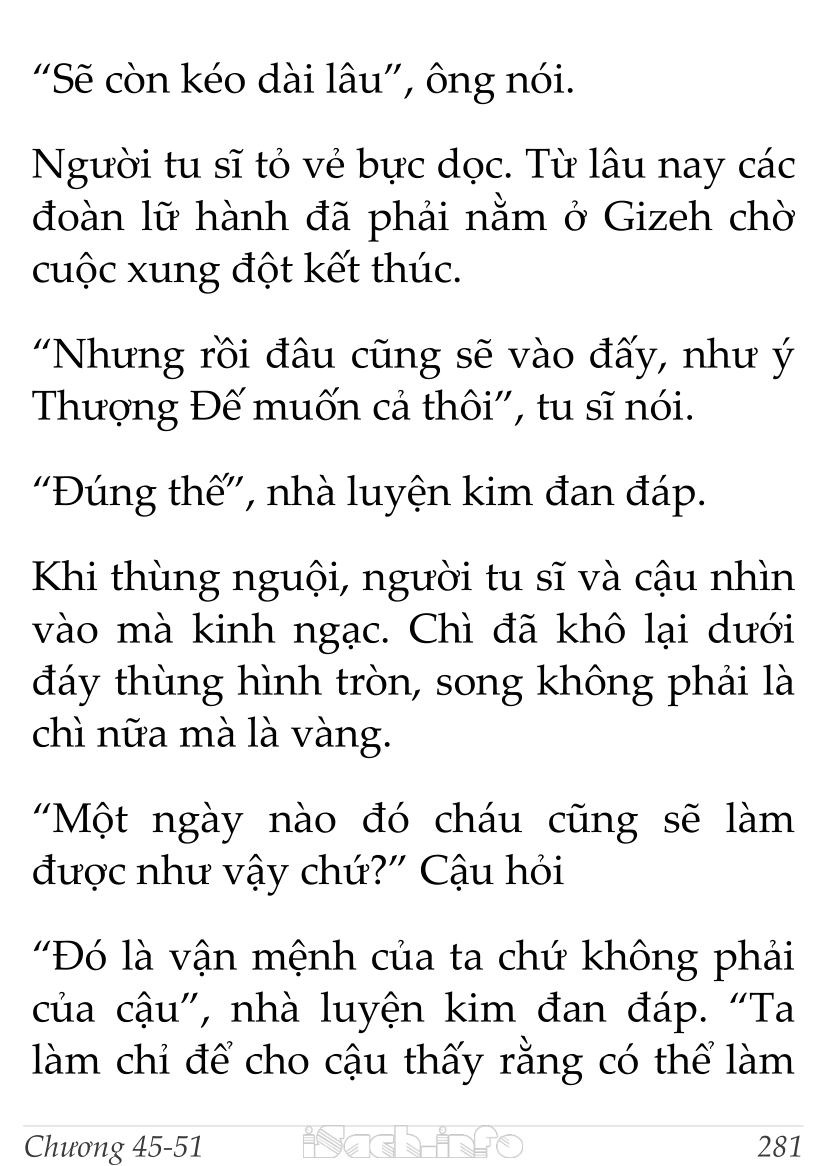 “Sẽ còn kéo dài lâu”, ông nói.
Người tu sĩ tỏ vẻ bực dọc. Từ lâu nay các
đoàn lữ hành đã phải nằm ở Gizeh chờ
cuộc xung đột kết thúc.
“Nhưng rồi đâu cũng sẽ vào đấy, như ý
Thượng Đế muốn cả thôi”, tu sĩ nói.
“Đúng thế”, nhà luyện kim đan đáp.
Khi thùng nguội, người tu sĩ và cậu nhìn
vào mà kinh ngạc. Chì đã khô lại dưới
đáy thùng hình tròn, song không phải là
chì nữa mà là vàng.
“Một ngày nào đó cháu cũng sẽ làm
được như vậy chứ?” Cậu hỏi
“Đó là vận mệnh của ta chứ không phải
của cậu”, nhà luyện kim đan đáp. “Ta
làm chỉ để cho cậu thấy rằng có thể làm
Chương 45-51 iSach.info 281